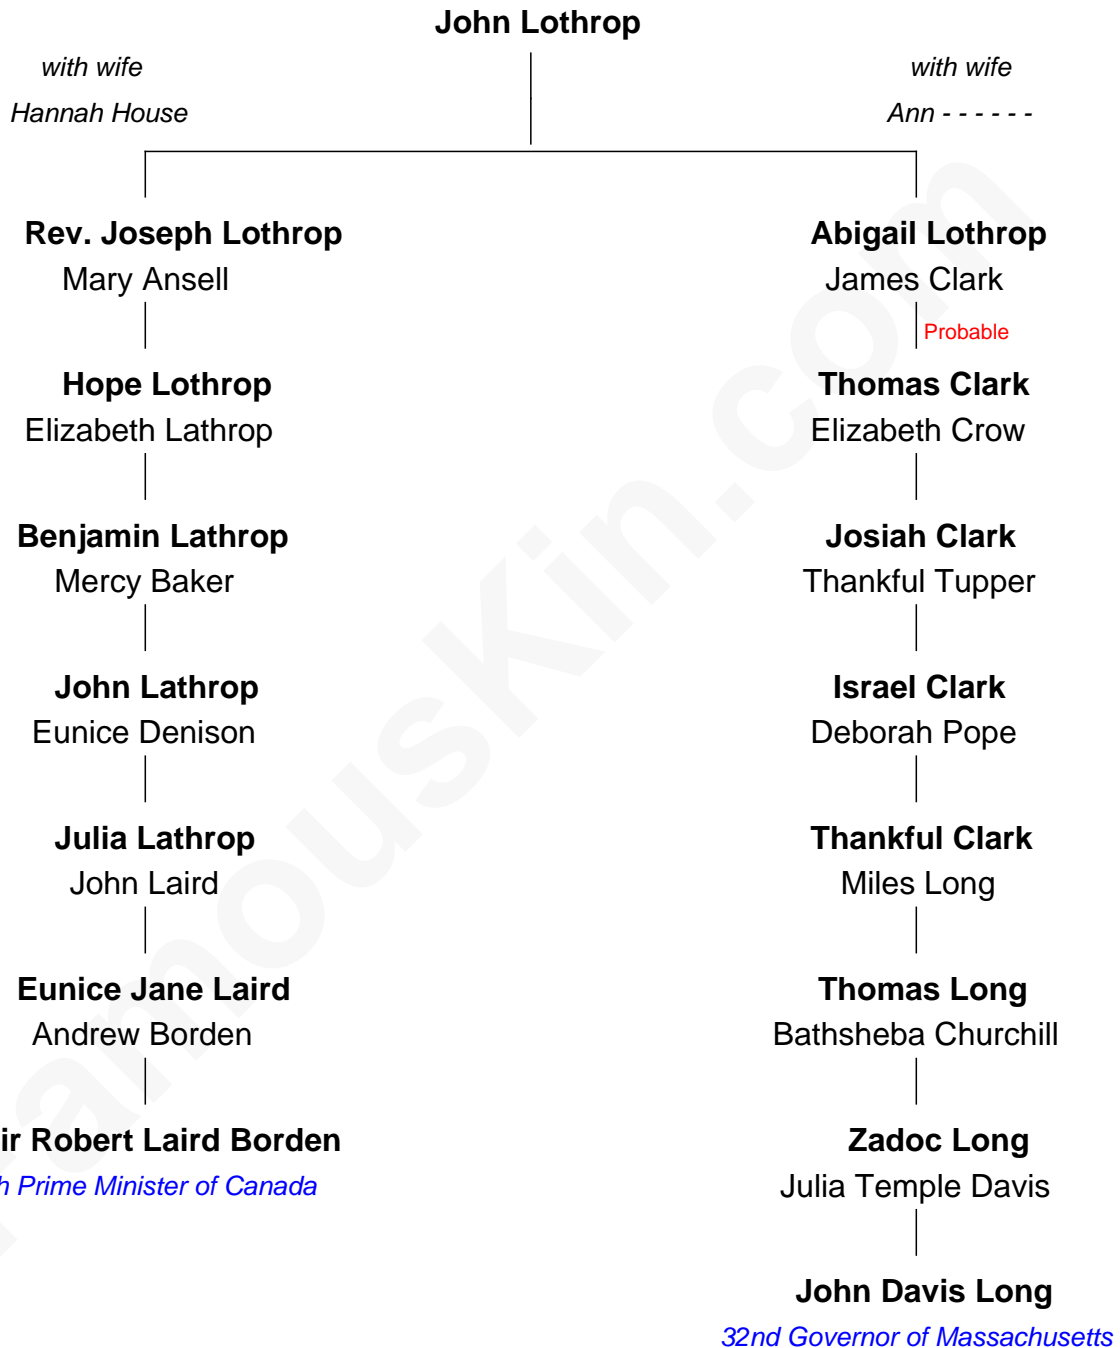 John Lothrop
with wife
Hannah House
with wife
Ann - - - - - -
Rev. Joseph Lothrop
Mary Ansell
Abigail Lothrop
James Clark
Probable
Hope Lothrop
Elizabeth Lathrop
Thomas Clark
Elizabeth Crow
Benjamin Lathrop
Mercy Baker
Josiah Clark
Thankful Tupper
John Lathrop
Eunice Denison
Israel Clark
Deborah Pope
Julia Lathrop
John Laird
Thankful Clark
Miles Long
Eunice Jane Laird
Andrew Borden
Thomas Long
Bathsheba Churchill
ir Robert Laird Borden
h Prime Minister of Canada
Zadoc Long
Julia Temple Davis
John Davis Long
32nd Governor of Massachusetts
FamousKin.com